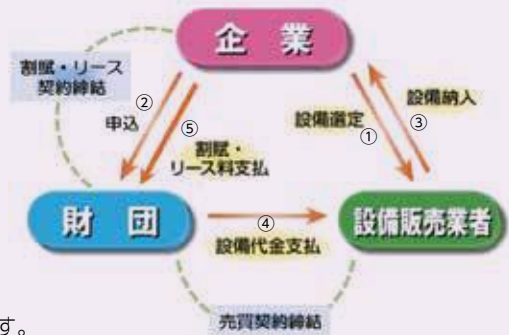 企業
割賦・リース
契約締結
②
申込
⑤
割賦・
リース料支払
設備選定
①
設備納入
③
財団
④
設備代金支払
設備販売業者
売買契約締結
す。